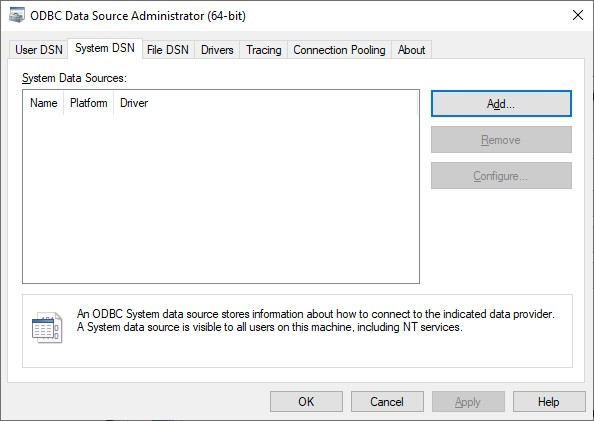 ODBC Data Source Administrator (64-bit)
User DSN System DSN File DSN Drivers Tracing Connection Pooling About
System Data Sources:
Name Platform Driver
Add...
Remove
Configure...
An ODBC System data source stores information about how to connect to the indicated data provider.
A System data source is visible to all users on this machine, including NT services.
OK Cancel Apply Help